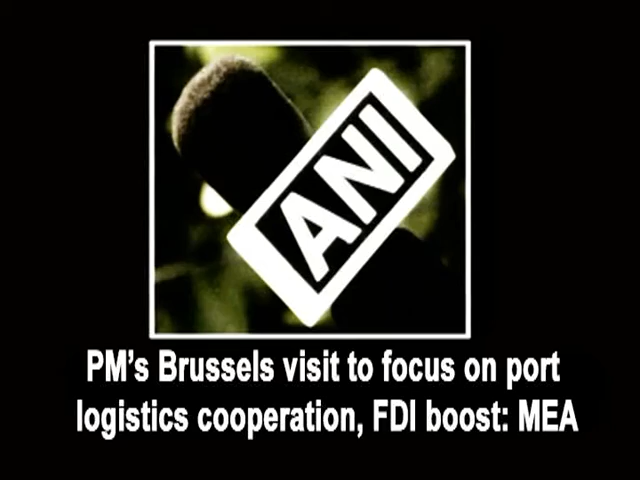 ANI
PM’s Brussels visit to focus on port
logistics cooperation, FDI boost: MEA